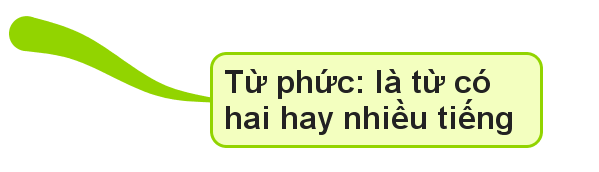 Từ phức: là từ có
hai hay nhiều tiếng